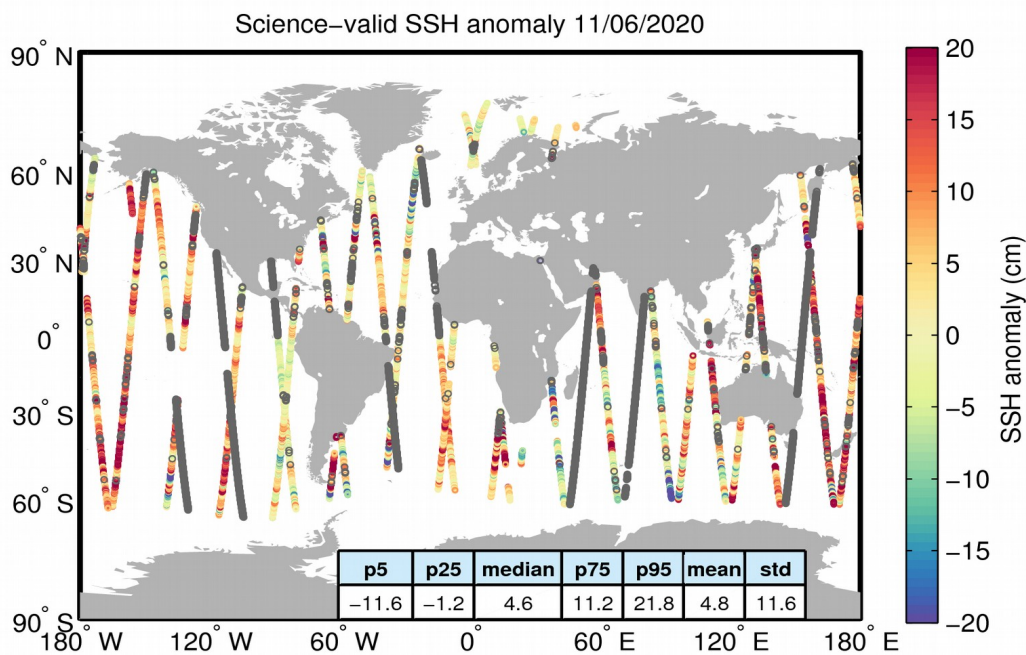 Science−valid SSH anomaly 11/06/2020
90° N
60° N
30° N
0°
30° S
60° S
90° S
180° W
120° W
60° W
0°
60° E
120° E
180° E
p5 p25 median p75 p95 mean std
−11.6 −1.2 4.6 11.2 21.8 4.8 11.6
20
15
10
5
0
−5
−10
−15
−20
SSH anomaly (cm)